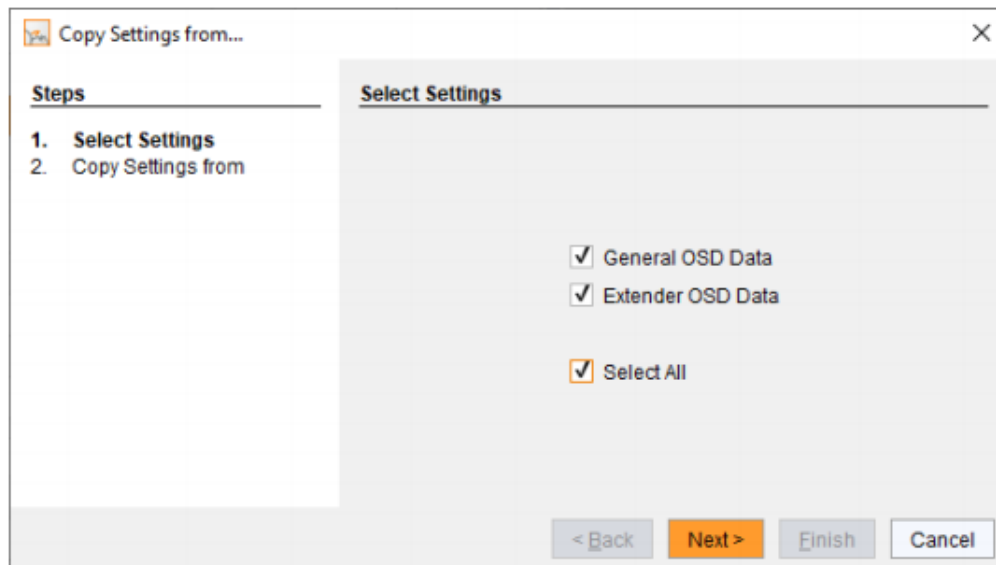 Copy Settings from...
Steps
1. Select Settings
2. Copy Settings from
Select Settings
General OSD Data
Extender OSD Data
Select All
< Back Next > Finish Cancel